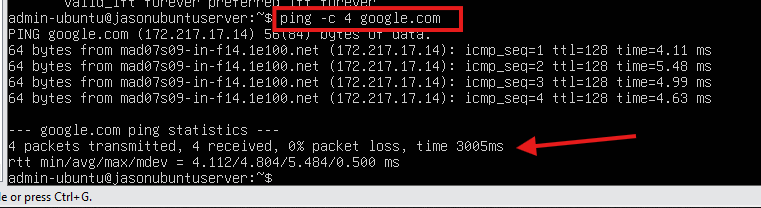 valid_lft forever preferred_lft forever
admin-ubuntu@jasonubuntuserver:~$ ping -c 4 google.com
PING google.com (172.217.17.14) 56(84) bytes of data.
64 bytes from mad07s09-in-f14.1e100.net (172.217.17.14): icmp_seq=1 ttl=128 time=4.11 ms
64 bytes from mad07s09-in-f14.1e100.net (172.217.17.14): icmp_seq=2 ttl=128 time=5.48 ms
64 bytes from mad07s09-in-f14.1e100.net (172.217.17.14): icmp_seq=3 ttl=128 time=4.99 ms
64 bytes from mad07s09-in-f14.1e100.net (172.217.17.14): icmp_seq=4 ttl=128 time=4.63 ms
--- google.com ping statistics ---
4 packets transmitted, 4 received, 0% packet loss, time 3005ms
rtt min/avg/max/mdev = 4.112/4.804/5.484/0.500 ms
admin-ubuntu@jasonubuntuserver:~$
le or press Ctrl+G.